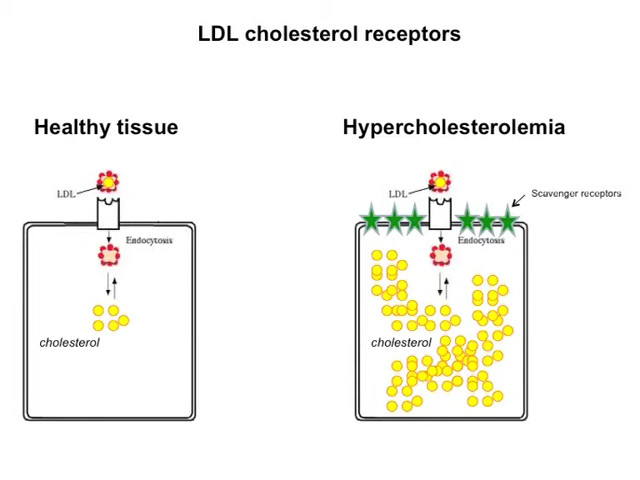 LDL cholesterol receptors
Healthy tissue
Hypercholesterolemia
LDL
Endocytosis
cholesterol
LDL
Scavenger receptors
Endocytosis
cholesterol